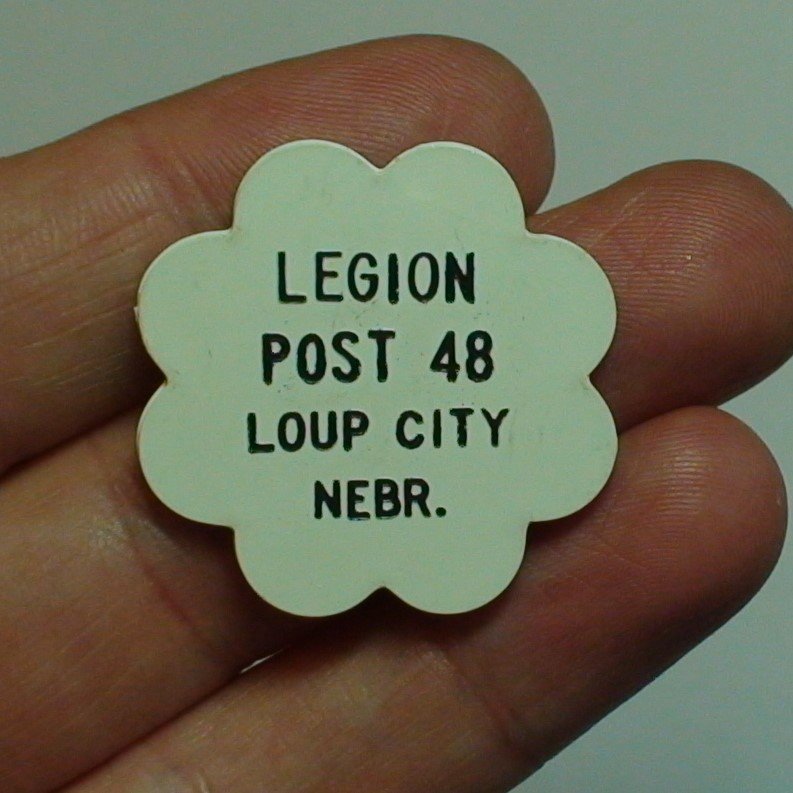 LEGION
POST 48
LOUP CITY
NEBR.